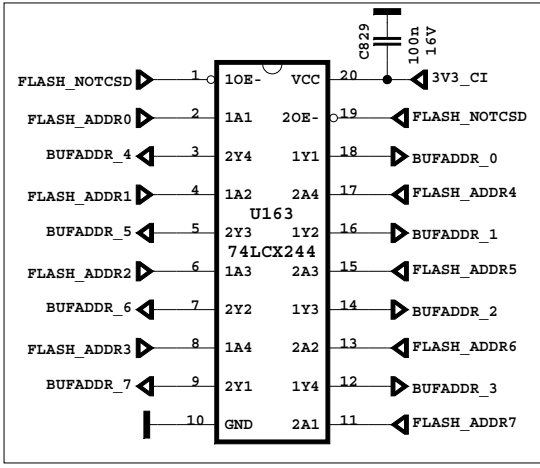 C829
100n
16V
FLASH_NOTCSD 1 1OE- VCC 20 3V3_CI
FLASH_ADDR0 2 1A1 2OE- 19 FLASH_NOTCSD
BUFADDR_4 3 2Y4 1Y1 18 BUFADDR_0
FLASH_ADDR1 4 1A2 2A4 17 FLASH_ADDR4
U163
BUFADDR_5 5 2Y3 1Y2 16 BUFADDR_1
74LCX244
FLASH_ADDR2 6 1A3 2A3 15 FLASH_ADDR5
BUFADDR_6 7 2Y2 1Y3 14 BUFADDR_2
FLASH_ADDR3 8 1A4 2A2 13 FLASH_ADDR6
BUFADDR_7 9 2Y1 1Y4 12 BUFADDR_3
10 GND 2A1 11 FLASH_ADDR7